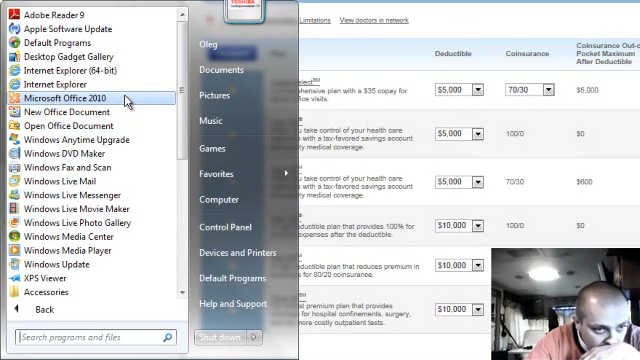 TOSHIBA
Adobe Reader 9
Apple Software Update
Default Programs
Desktop Gadget Gallery
Internet Explorer (64-bit)
Internet Explorer
Microsoft Office 2010
New Office Document
Open Office Document
Windows Anytime Upgrade
Windows DVD Maker
Windows Fax and Scan
Windows Live Mail
Windows Live Messenger
Windows Live Movie Maker
Windows Live Photo Gallery
Windows Media Center
Windows Media Player
Windows Update
XPS Viewer
Accessories
Back
Search programs and files
Oleg
Documents
Pictures
Music
Games
Favorites
Computer
Control Panel
Devices and Printers
Default Programs
Help and Support
Shut down
Limitations View doctors in network
Deductible Coinsurance Coinsurance Out-o
Pocket Maximum
After Deductible
elect SM
hensive plan with a $35 copay for
office visits.
$5,000 70/30 $5,000
you take control of your health care
s with a tax-favored savings account
uity medical coverage.
$5,000 100/0 $0
you take control of your health care
s with a tax-favored savings account
uity medical coverage.
$5,000 70/30 $600
deductible plan that provides 100% for
expenses after the deductible.
$10,000 100/0 $0
deductible plan that reduces premium in
for 80/20 coinsurance.
$10,000
st premium plan that provides
for hospital confinements, surgery,
more costly outpatient tests.
$10,000